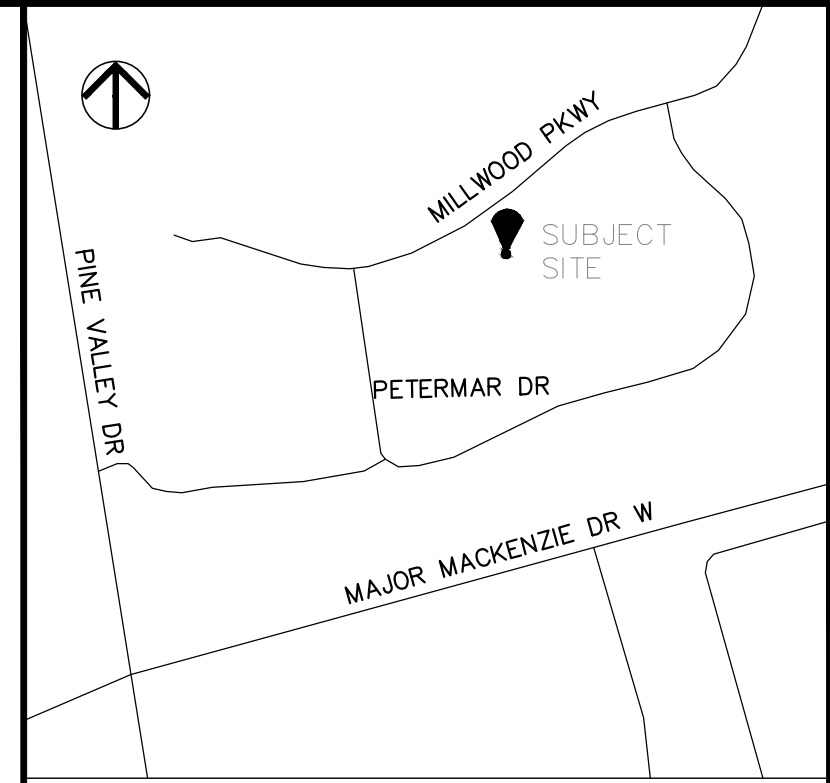 MILLWOOD PKWY
SUBJECT
SITE
PINE VALLEY DR
PETERMAR DR
MAJOR MACKENZIE DR W